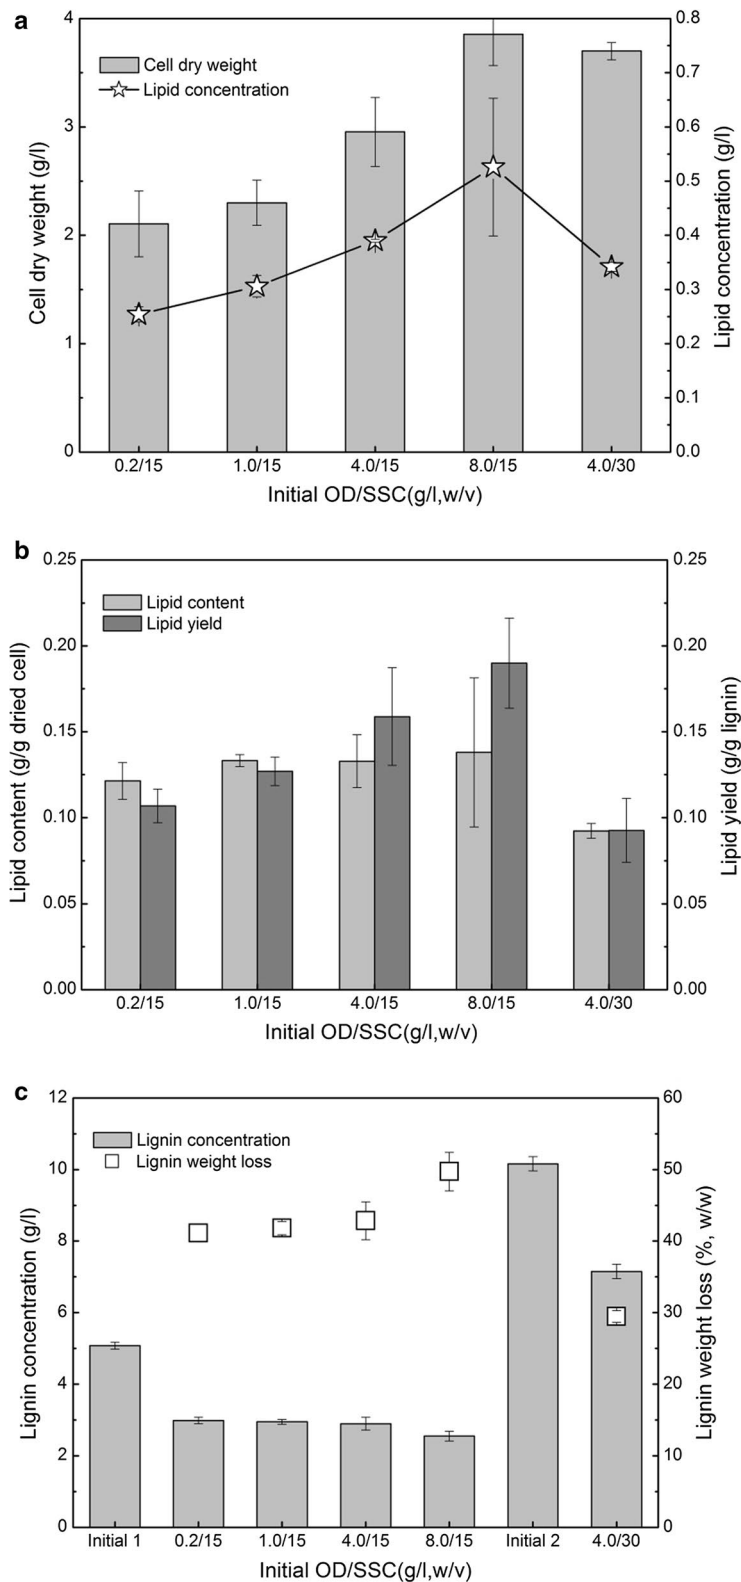 a
Cell dry weight
Lipid concentration
Cell dry weight (g/l)
4
3
2
1
0
0.8
0.7
0.6
0.5
0.4
0.3
0.2
0.1
0.0
Lipid concentration (g/l)
0.2/15 1.0/15 4.0/15 8.0/15 4.0/30
Initial OD/SSC(g/l,w/v)
b
Lipid content
Lipid yield
Lipid content (g/g dried cell)
0.25
0.20
0.15
0.10
0.05
0.00
0.25
0.20
0.15
0.10
0.05
0.00
Lipid yield (g/g lignin)
0.2/15 1.0/15 4.0/15 8.0/15 4.0/30
Initial OD/SSC(g/l,w/v)
c
Lignin concentration
Lignin weight loss
Lignin concentration (g/l)
12
10
8
6
4
2
0
60
50
40
30
20
10
0
Lignin weight loss (%, w/w)
Initial 1 0.2/15 1.0/15 4.0/15 8.0/15 Initial 2 4.0/30
Initial OD/SSC(g/l,w/v)